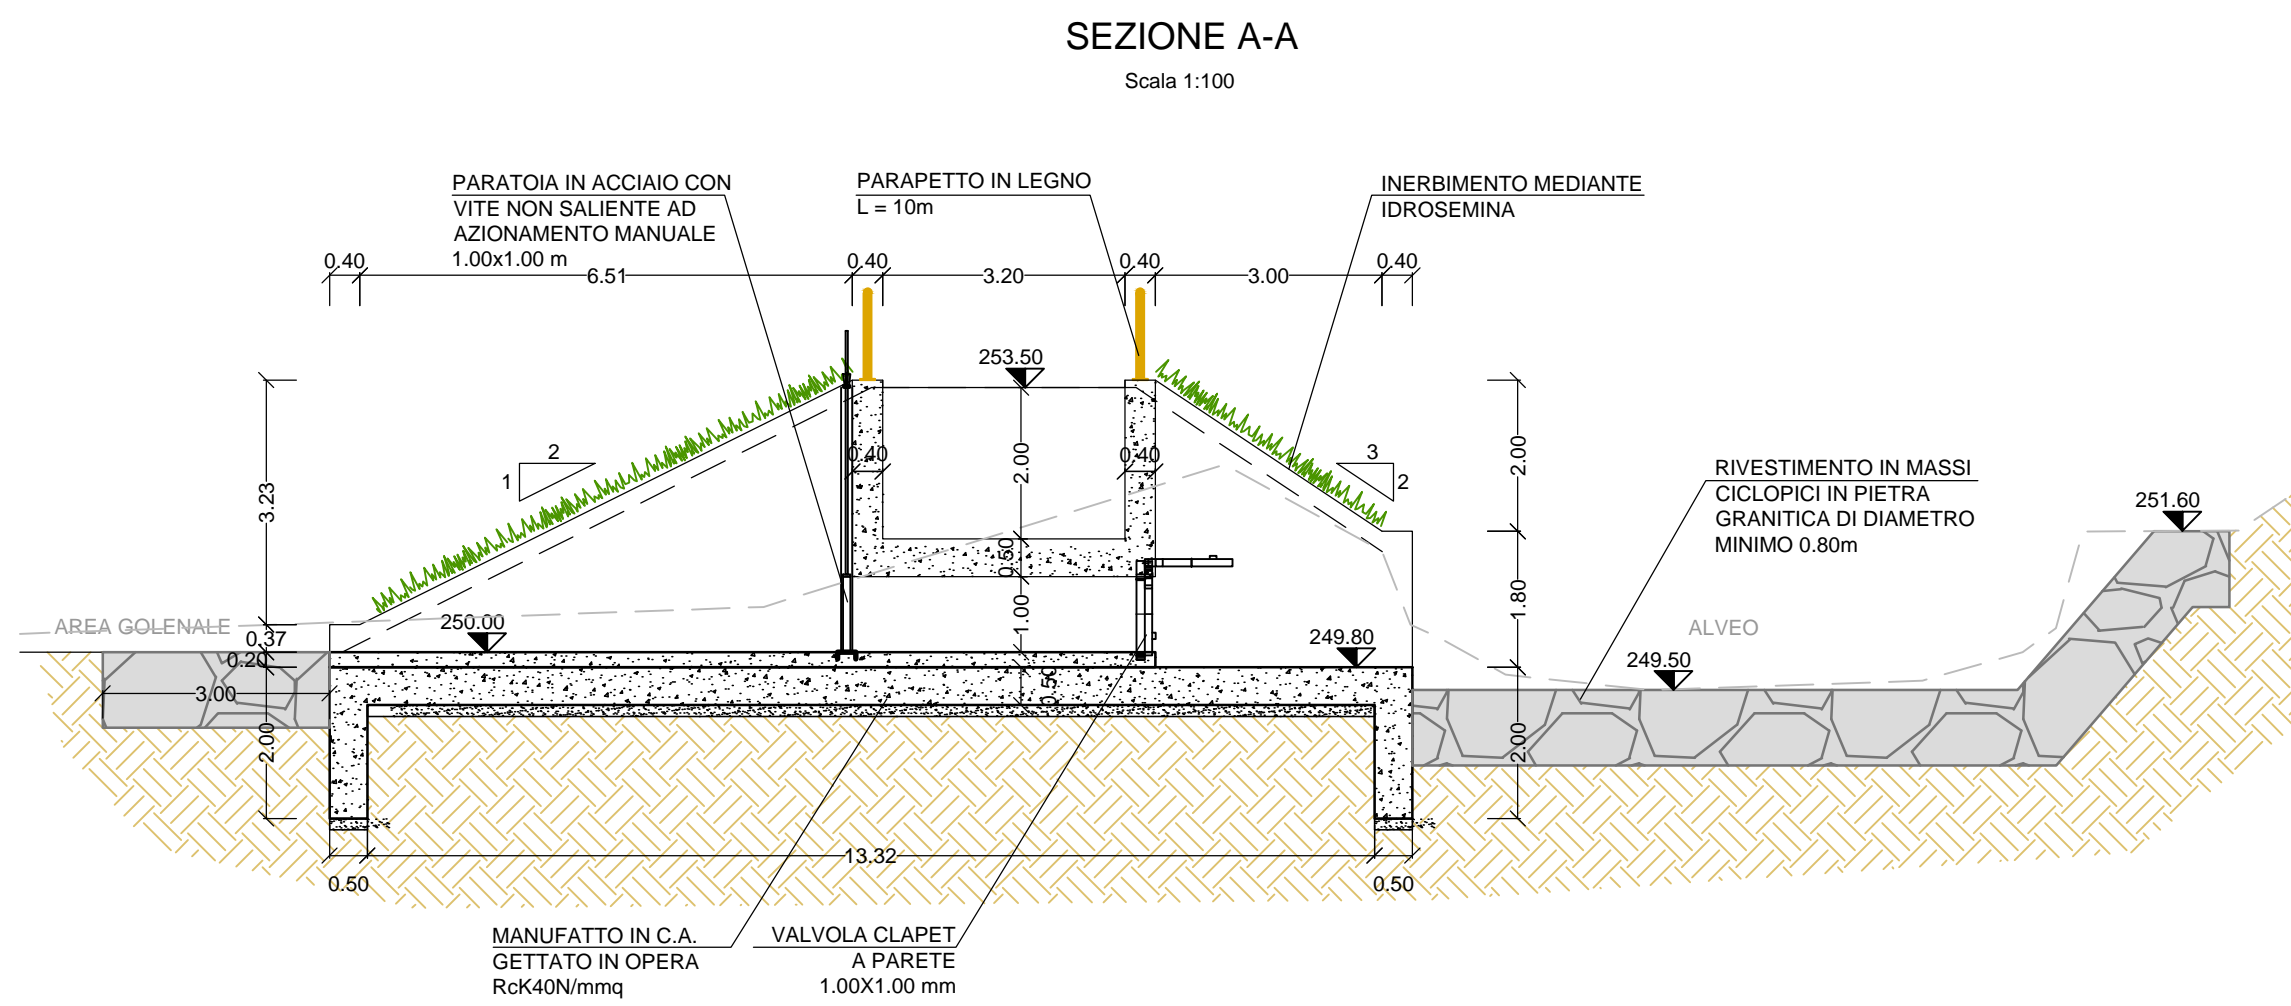 SEZIONE A-A
Scala 1:100
PARATOIA IN ACCIAIO CON
VITE NON SALIENTE AD
AZIONAMENTO MANUALE
1.00x1.00 m
PARAPETTO IN LEGNO
L = 10m
INERBIMENTO MEDIANTE
IDROSEMINA
0.40
6.51
0.40
3.20
0.40
3.00
0.40
253.50
2
1
3
2
0.40
0.40
2.00
0.50
1.00
3.23
0.37
0.20
2.00
3.00
AREA GOLENALE
250.00
249.80
0.50
2.00
1.80
2.00
RIVESTIMENTO IN MASSI
CICLOPICI IN PIETRA
GRANITICA DI DIAMETRO
MINIMO 0.80m
251.60
ALVEO
249.50
13.32
0.50
0.50
MANUFATTO IN C.A.
GETTATO IN OPERA
RcK40N/mmq
VALVOLA CLAPET
A PARETE
1.00X1.00 mm